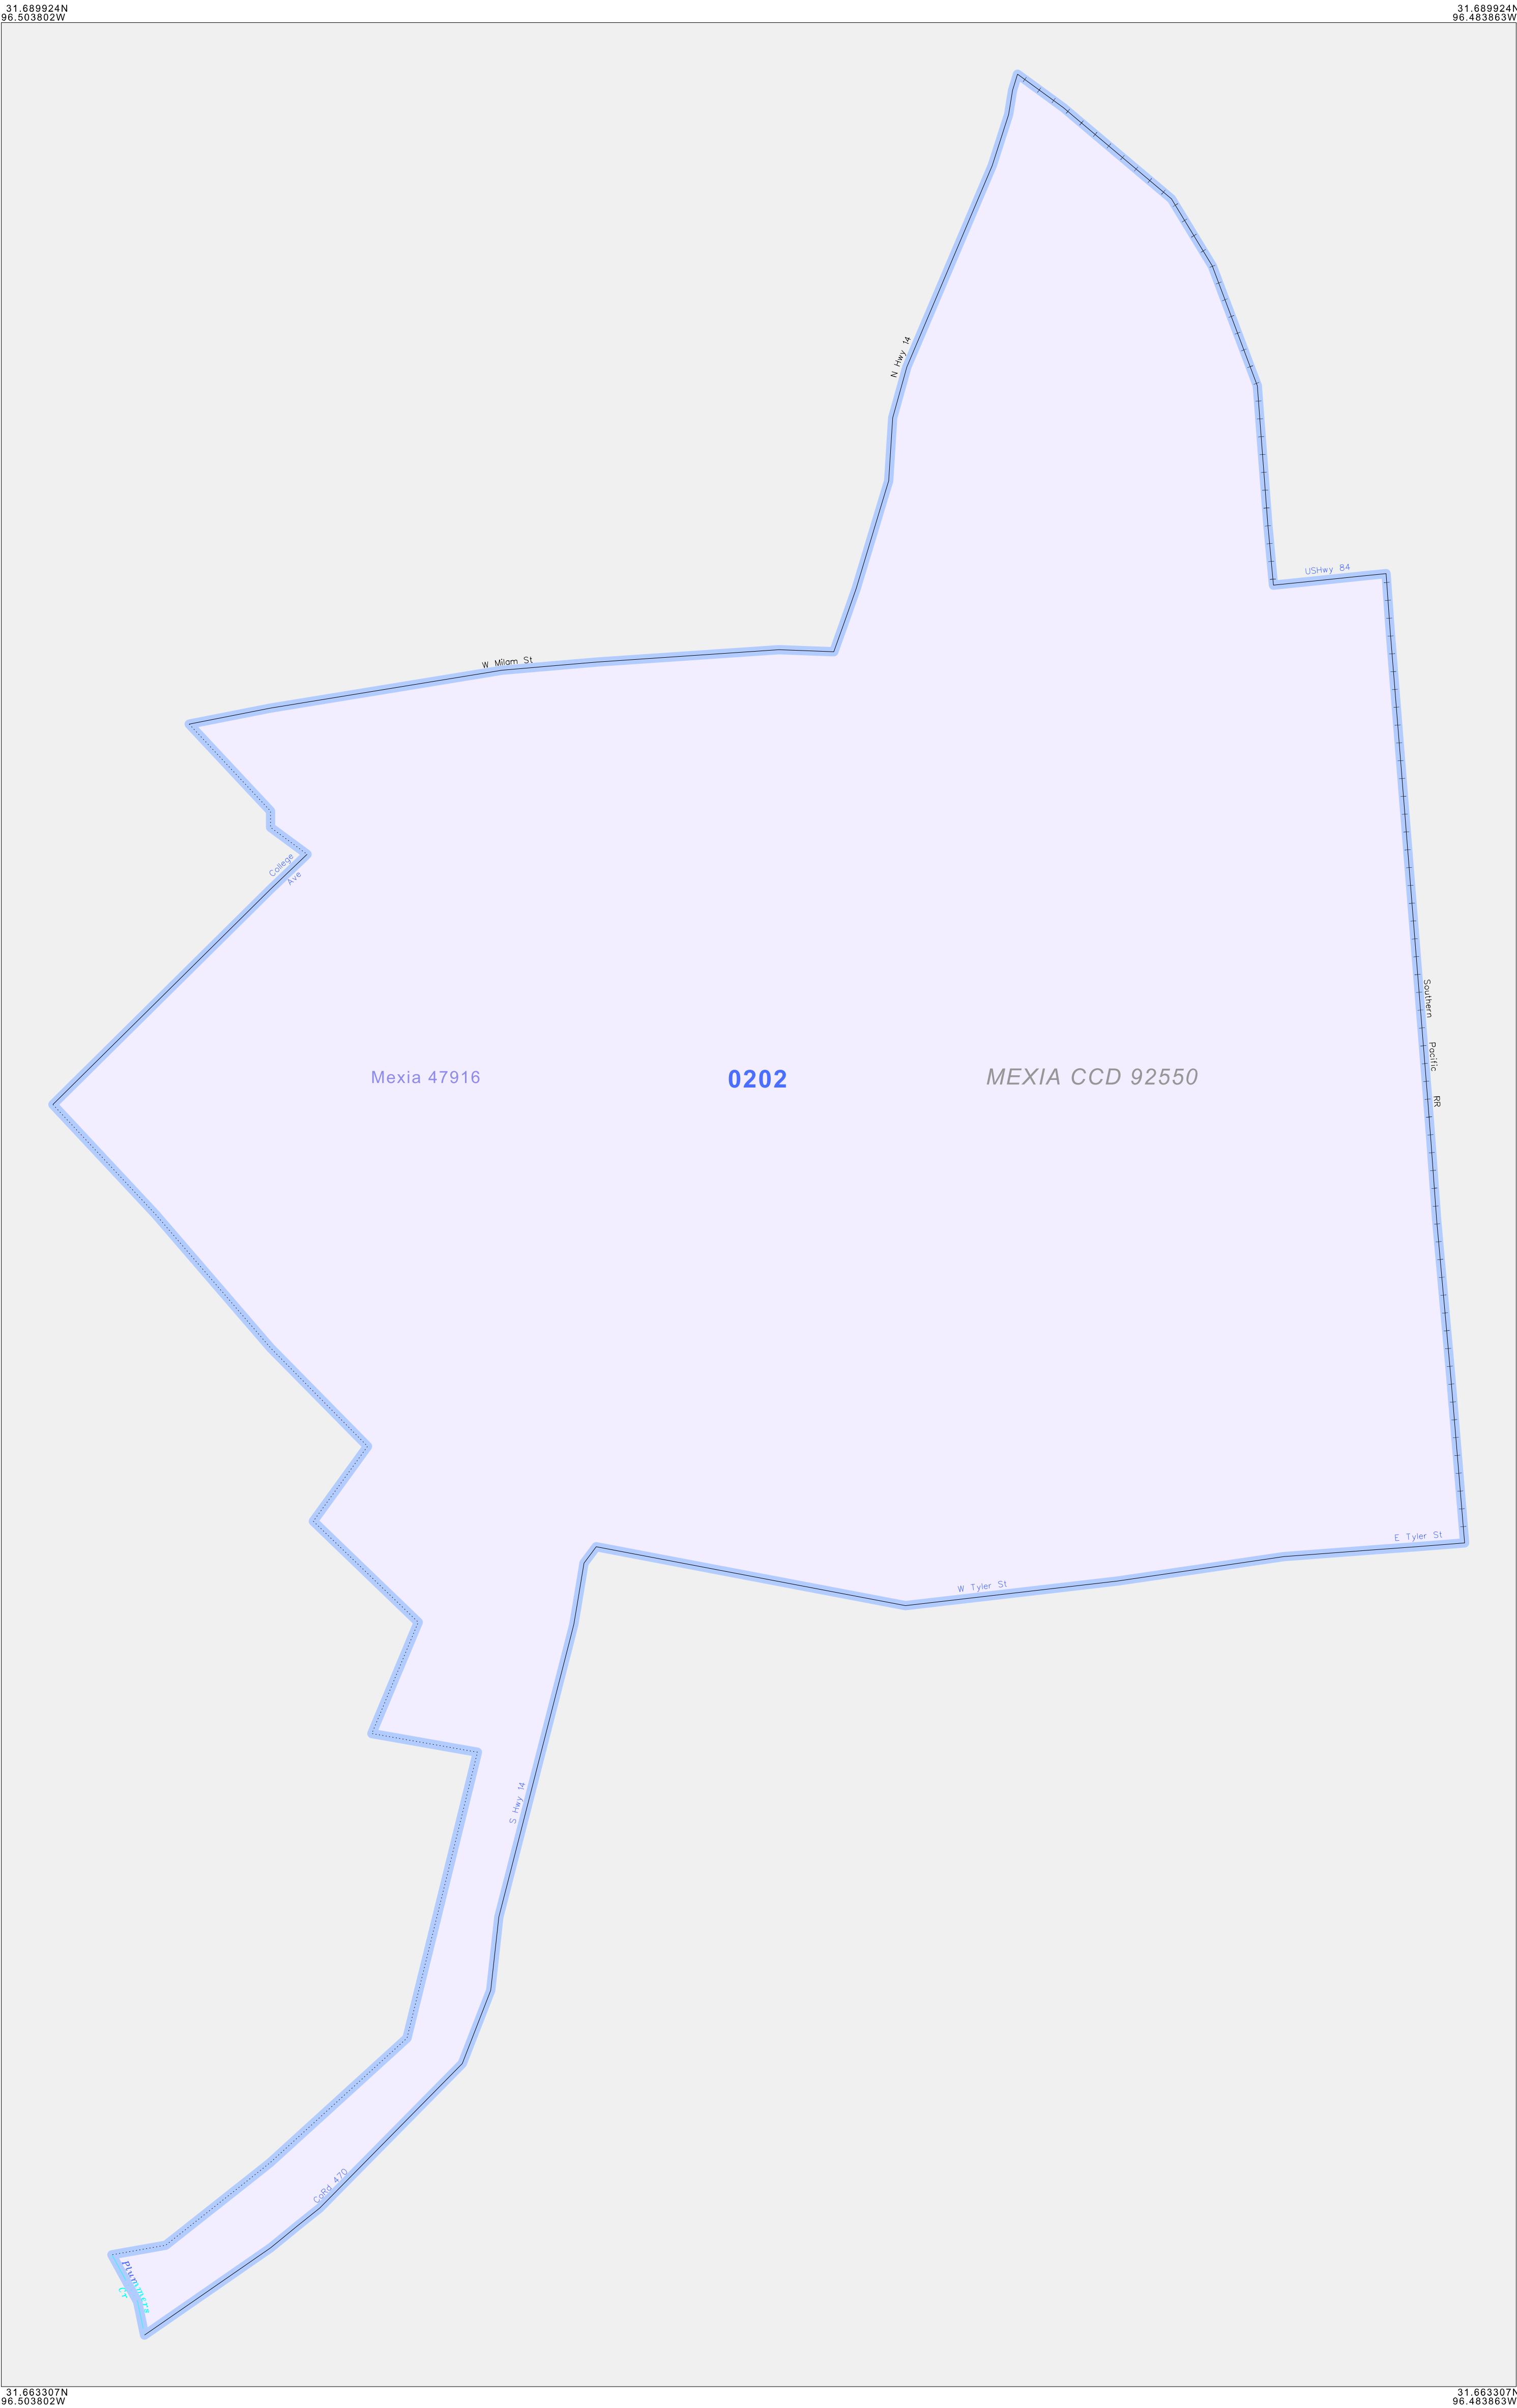 31.689924N
96.503802W
31.689924N
96.483863W
N Hwy 14
USHwy 84
W Milam St
College
Ave
Southern Pacific RR
Mexia 47916
0202
MEXIA CCD 92550
E Tyler St
W Tyler St
S Hwy 14
CoRd 470
Plummers
Cr
31.663307N
96.503802W
31.663307N
96.483863W